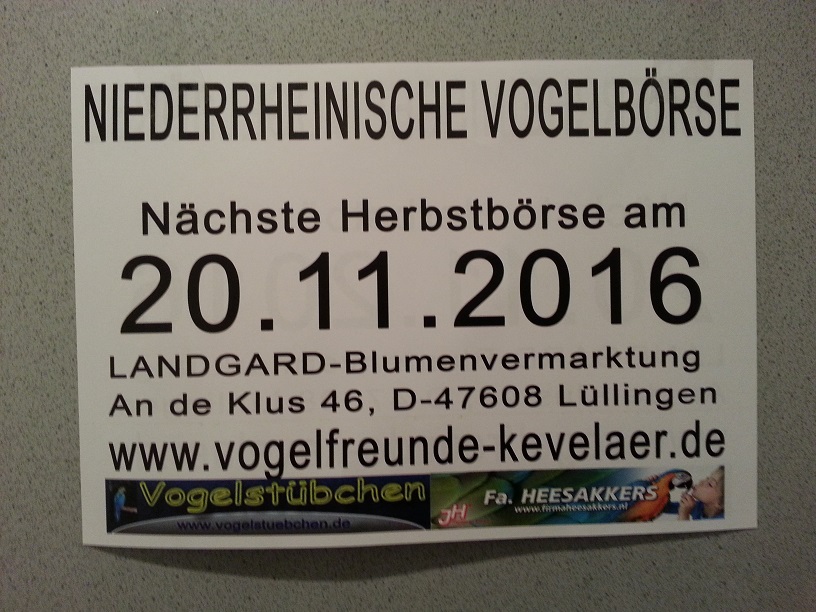 NIEDERRHEINISCHE VOGELBÖRSE
Nächste Herbstbörse am
20.11.2016
LANDGARD-Blumenvermarktung
An de Klus 46, D-47608 Lüllingen
www.vogelfreunde-kevelaer.de
Vogelstübchen
www.vogelstuebchen.de
Fa. HEESAKKERS
www.firmaheesakkers.nl
JH